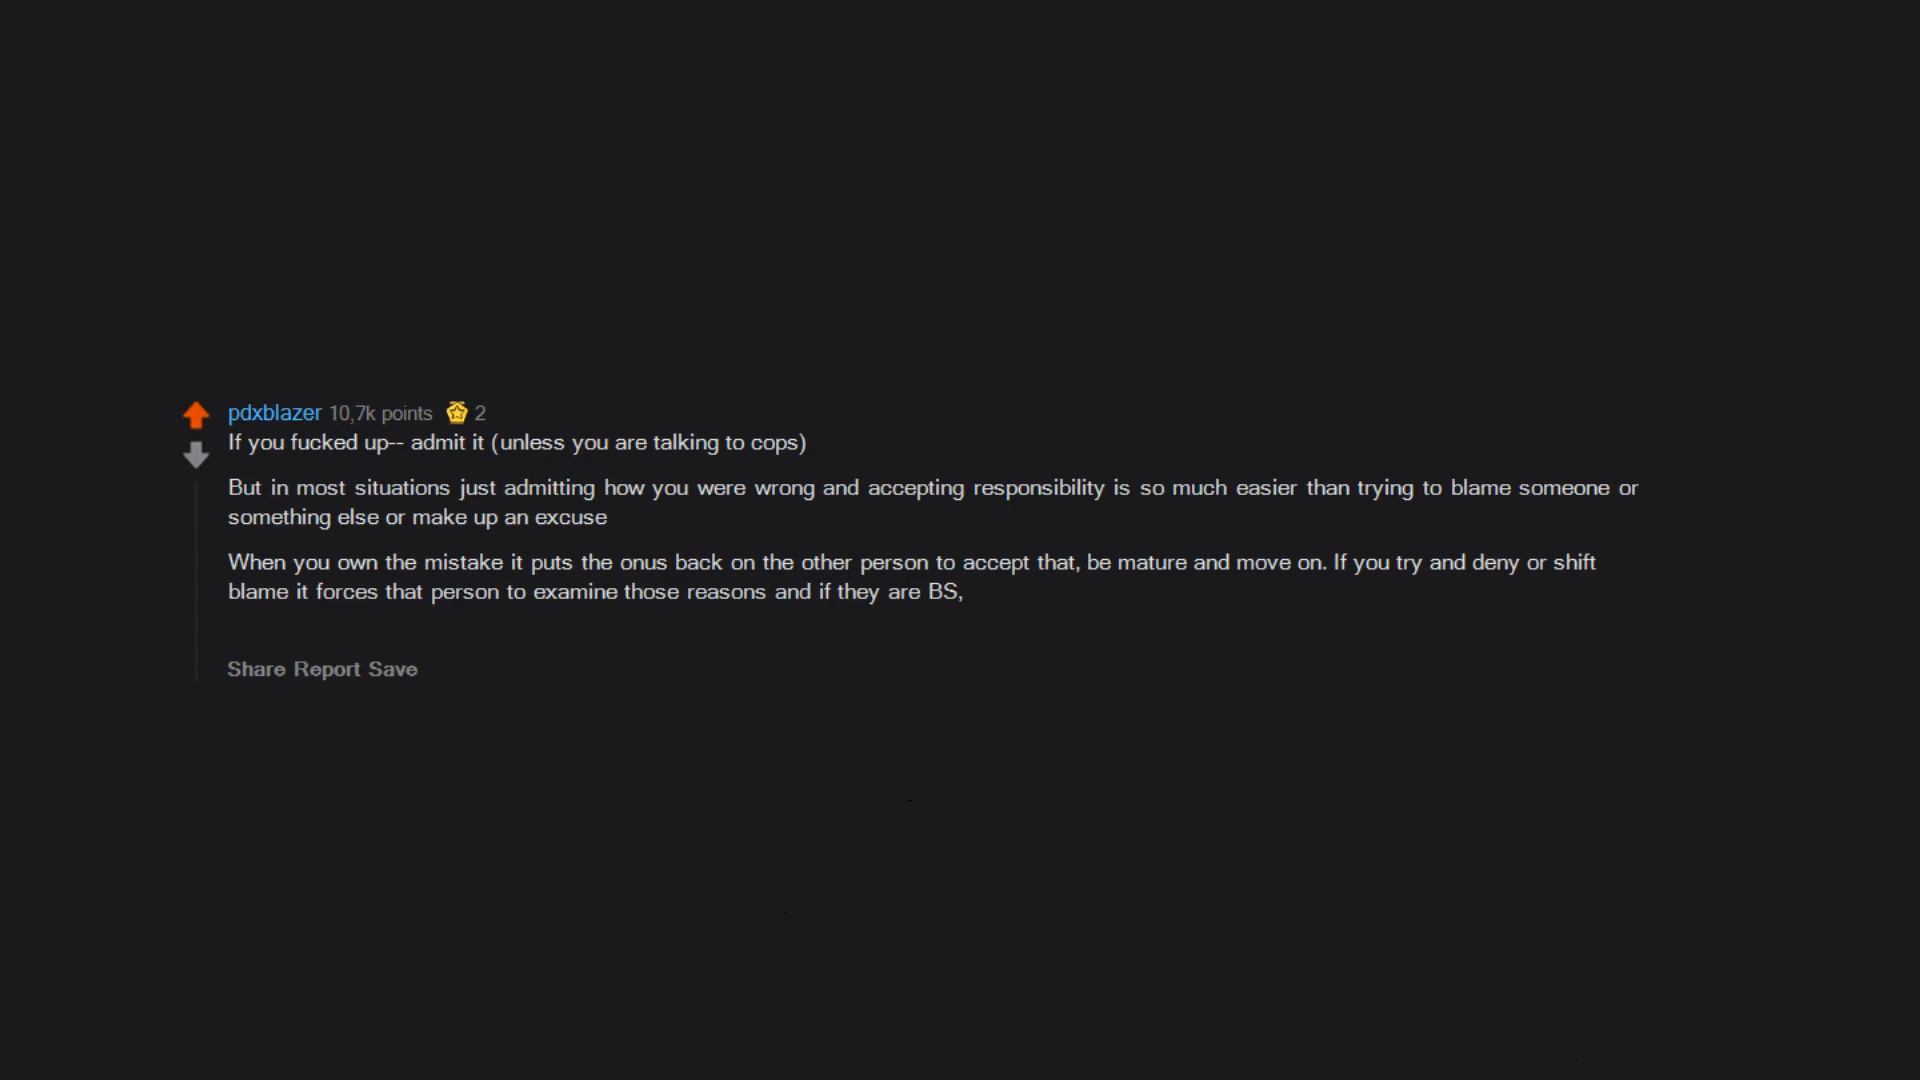 pdxblazer 10,7k points 2
If you fucked up-- admit it (unless you are talking to cops)
But in most situations just admitting how you were wrong and accepting responsibility is so much easier than trying to blame someone or
something else or make up an excuse
When you own the mistake it puts the onus back on the other person to accept that, be mature and move on. If you try and deny or shift
blame it forces that person to examine those reasons and if they are BS,
Share Report Save